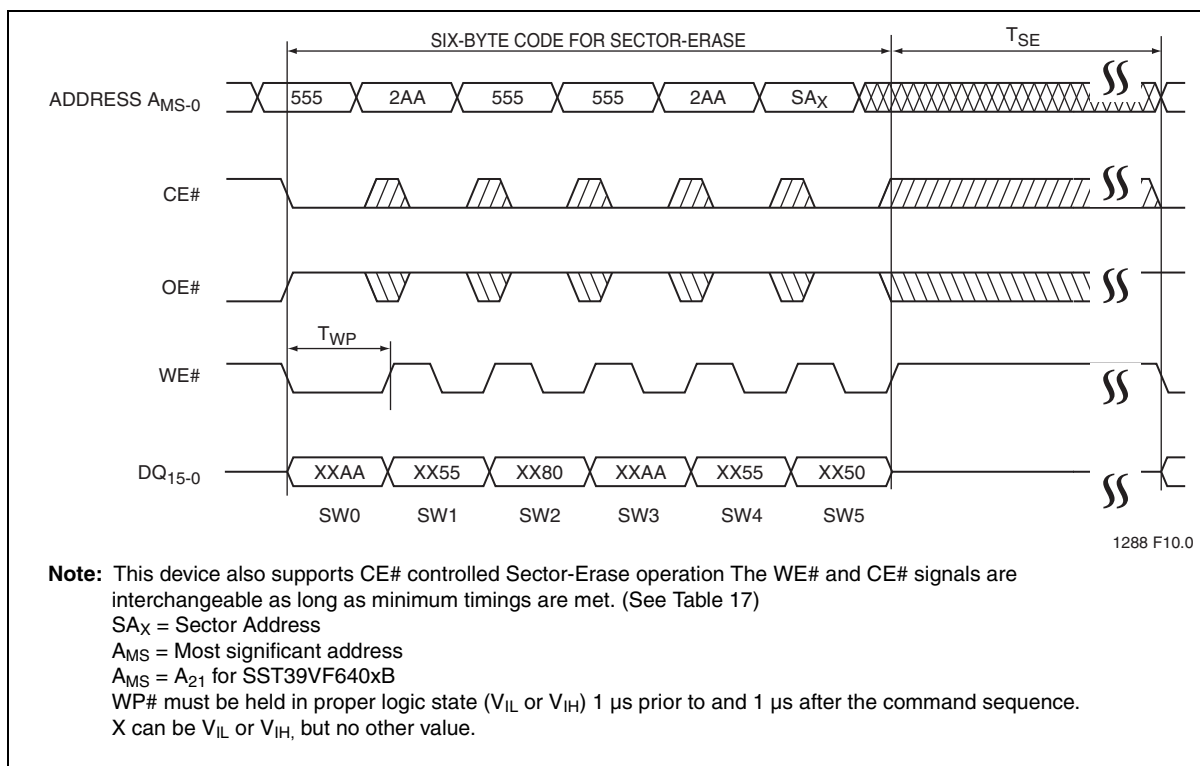 SIX-BYTE CODE FOR SECTOR-ERASE
TSE
ADDRESS AMS-0
555
2AA
555
555
2AA
SAX
CE#
OE#
TWP
WE#
DQ15-0
XXAA
XX55
XX80
XXAA
XX55
XX50
SW0
SW1
SW2
SW3
SW4
SW5
1288 F10.0
Note: This device also supports CE# controlled Sector-Erase operation The WE# and CE# signals are
interchangeable as long as minimum timings are met. (See Table 17)
SAX = Sector Address
AMS = Most significant address
AMS = A21 for SST39VF640xB
WP# must be held in proper logic state (VIL or VIH) 1 µs prior to and 1 µs after the command sequence.
X can be VIL or VIH, but no other value.